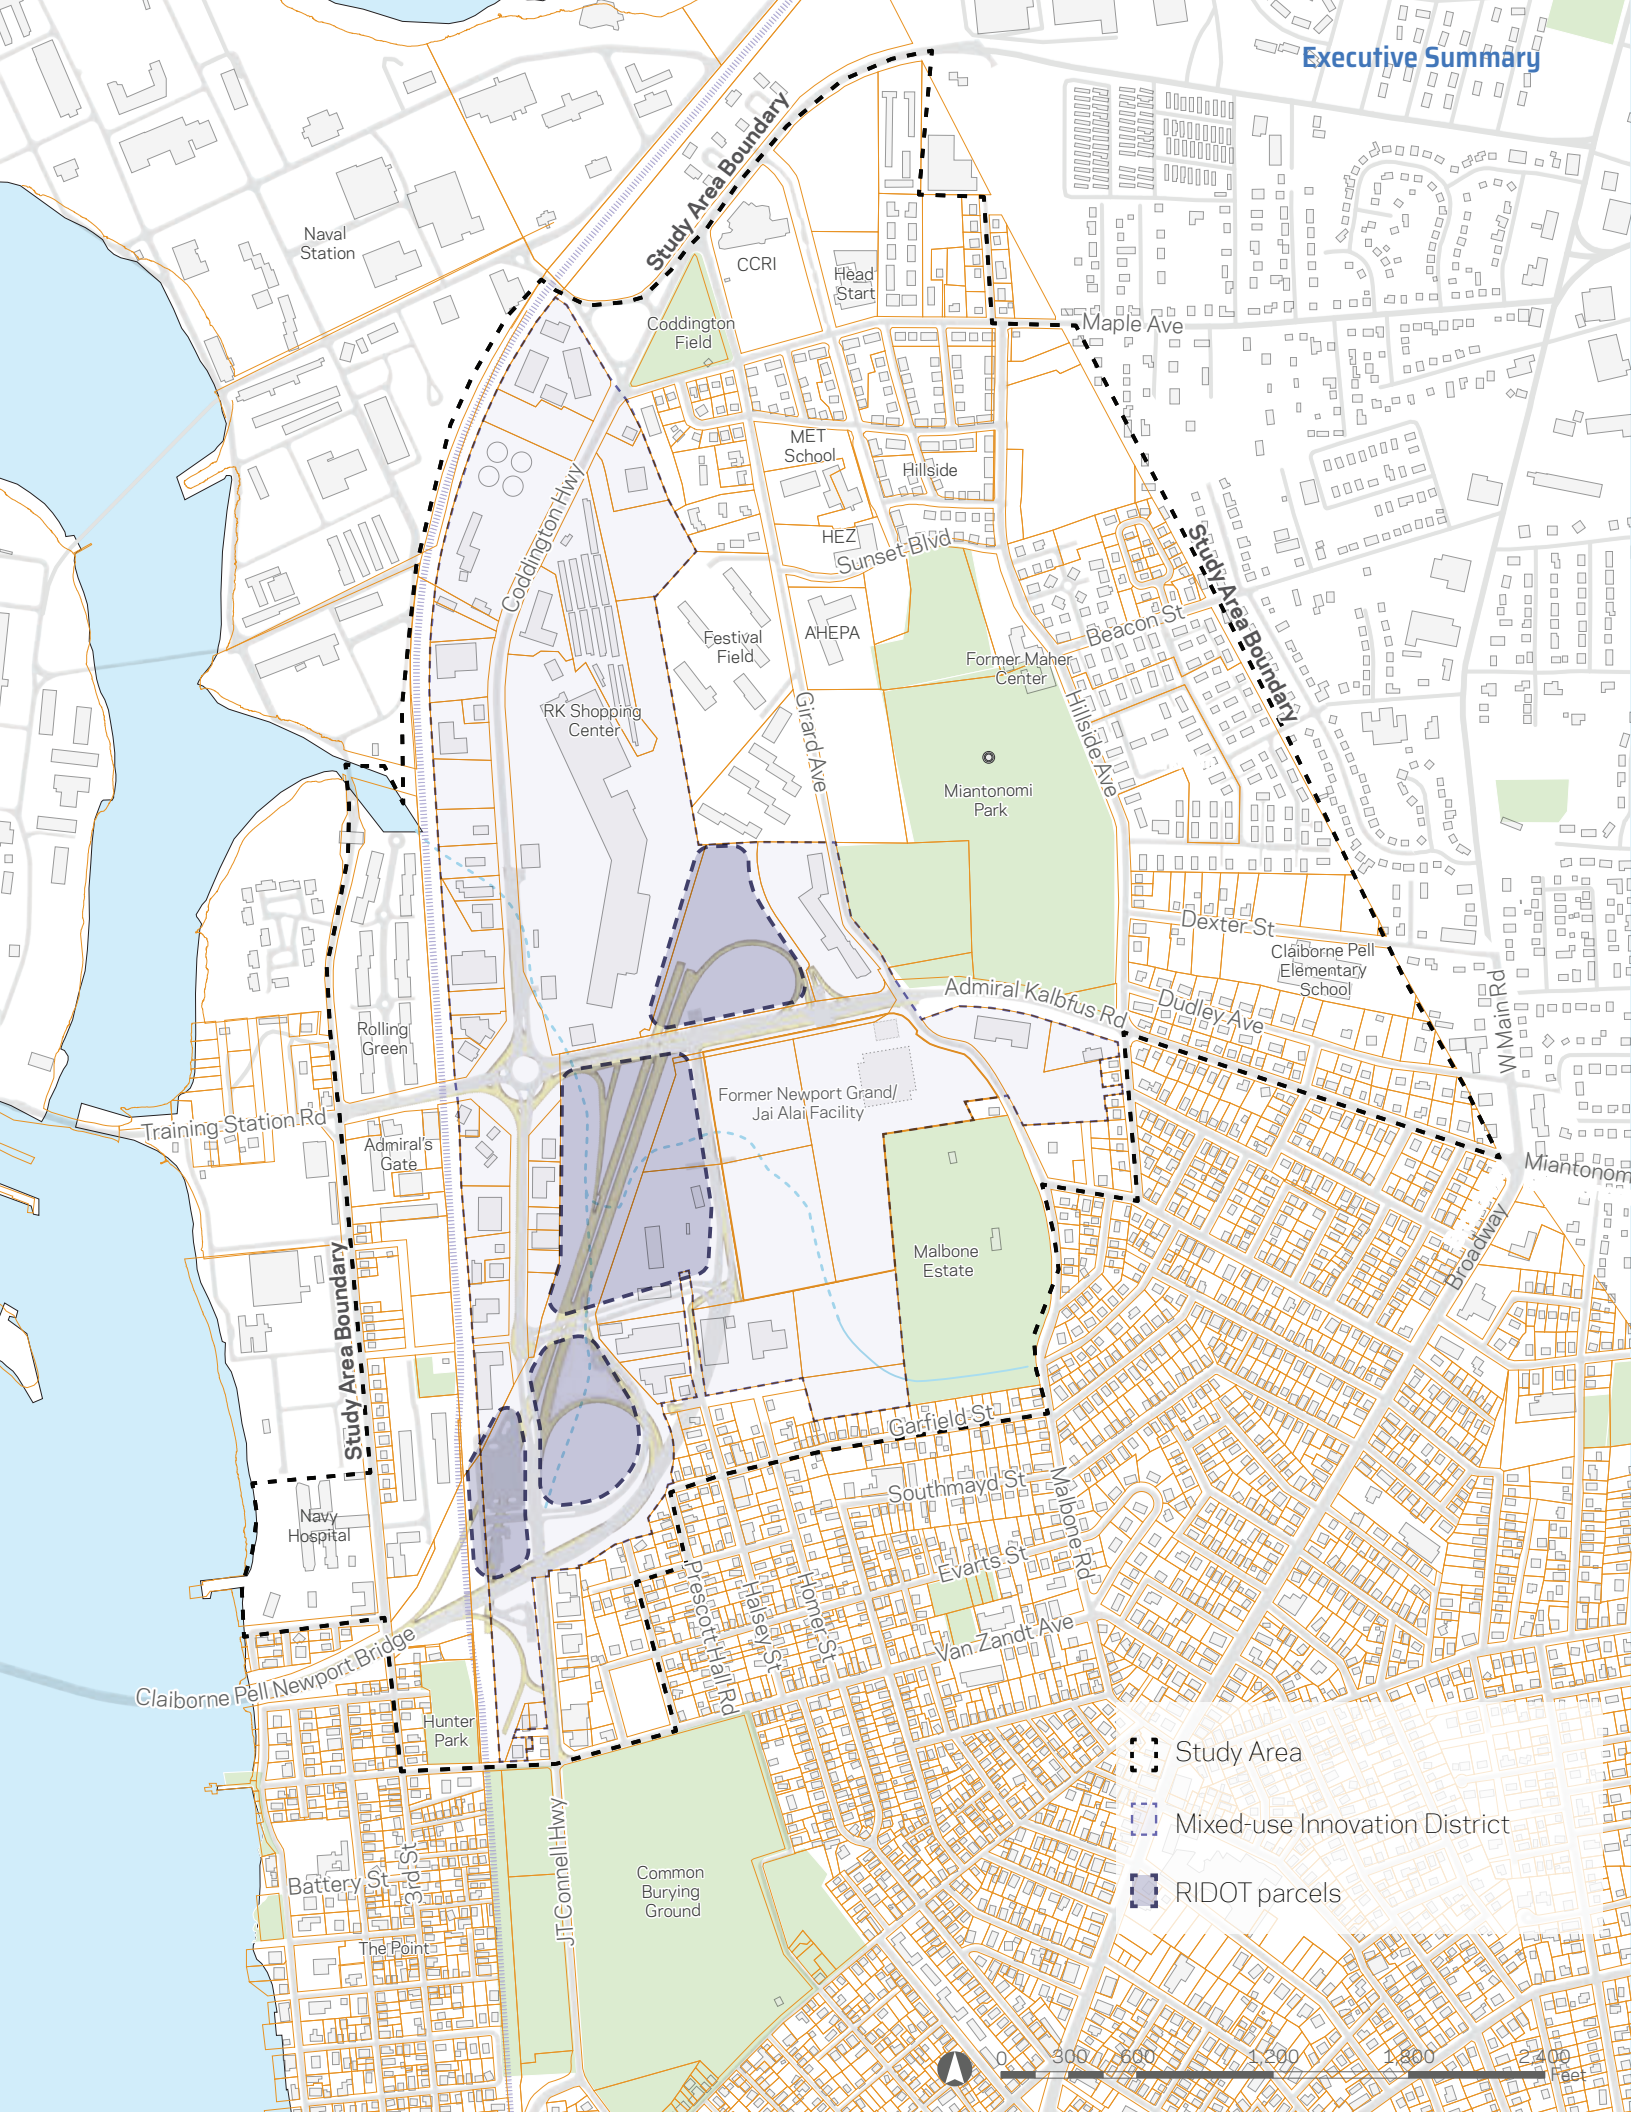 Executive Summary
Study Area Boundary
Naval
Station
CCRI
Head
Start
Coddington
Field
Maple Ave
MET
School
Hillside
HEZ
Sunset Blvd
Coddington Hwy
Study Area Boundary
Festival
Field
AHEPA
Beacon St
Former Maher
Center
RK Shopping
Center
Girard Ave
Hillside Ave
Miantonomi
Park
Dexter St
Claiborne Pell
Elementary
School
W Main Rd
Admiral Kalbfus Rd
Dudley Ave
Rolling
Green
Former Newport Grand/
Jai Alai Facility
Training Station Rd
Admiral's
Gate
Miantonom
Malbone
Estate
Broadway
Study Area Boundary
Garfield St
Southmayd St
Malbone Rd
Navy
Hospital
Evarts St
Prescott Hall Rd
Halsey St
Homer St
Van Zandt Ave
Claiborne Pell Newport Bridge
Hunter
Park
Study Area
Mixed-use Innovation District
RIDOT parcels
JT Connell Hwy
Common
Burying
Ground
Battery St
3rd St
The Point
0 300 600 1,200 1,800 2,400
Feet